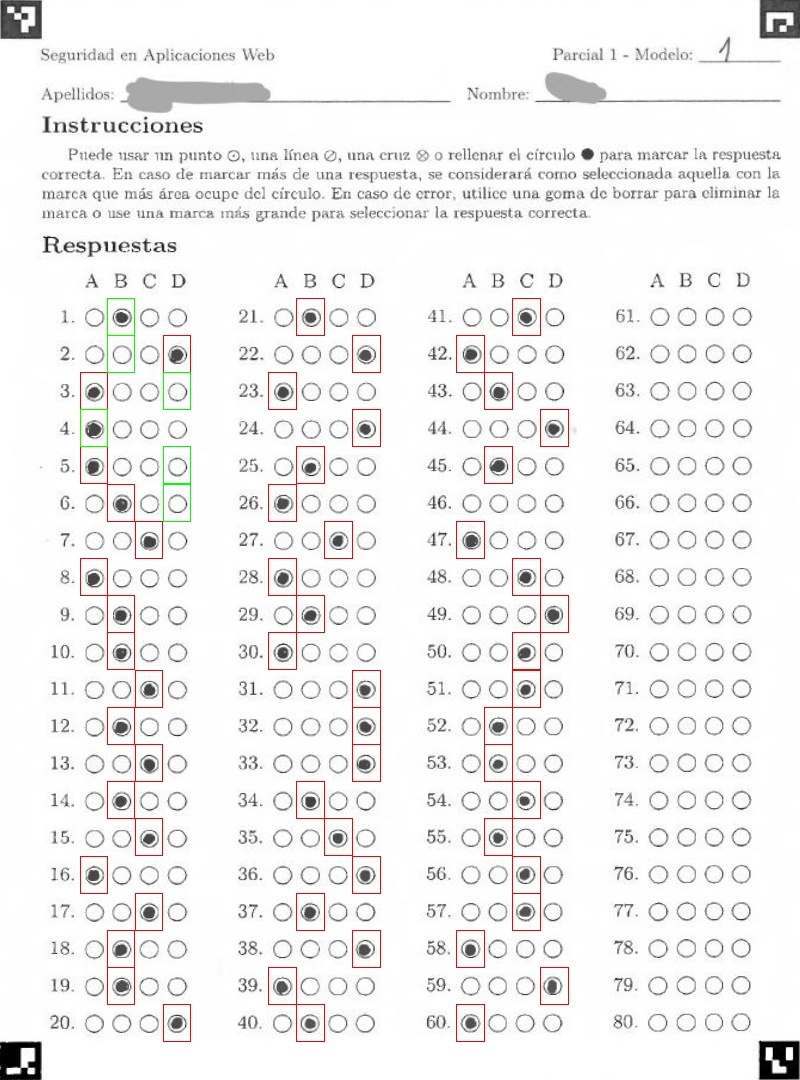 Seguridad en Aplicaciones Web Parcial 1 - Modelo: 1
Apellidos: Nombre:
Instrucciones
Puede usar un punto ⊙, una línea ⊘, una cruz ⊗ o rellenar el círculo ● para marcar la respuesta
correcta. En caso de marcar más de una respuesta, se considerará como seleccionada aquella con la
marca que más área ocupe del círculo. En caso de error, utilice una goma de borrar para eliminar la
marca o use una marca más grande para seleccionar la respuesta correcta.
Respuestas
A B C D A B C D A B C D A B C D
1. 21. 41. 61.
2. 22. 42. 62.
3. 23. 43. 63.
4. 24. 44. 64.
5. 25. 45. 65.
6. 26. 46. 66.
7. 27. 47. 67.
8. 28. 48. 68.
9. 29. 49. 69.
10. 30. 50. 70.
11. 31. 51. 71.
12. 32. 52. 72.
13. 33. 53. 73.
14. 34. 54. 74.
15. 35. 55. 75.
16. 36. 56. 76.
17. 37. 57. 77.
18. 38. 58. 78.
19. 39. 59. 79.
20. 40. 60. 80.